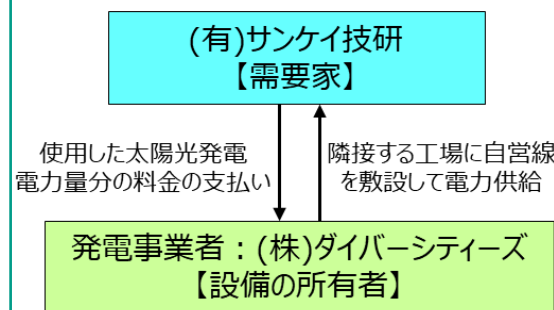 (有)サンケイ技研
【需要家】
使用した太陽光発電
電力量分の料金の支払い
隣接する工場に自営線
を敷設して電力供給
発電事業者：(株)ダイバーシティーズ
【設備の所有者】